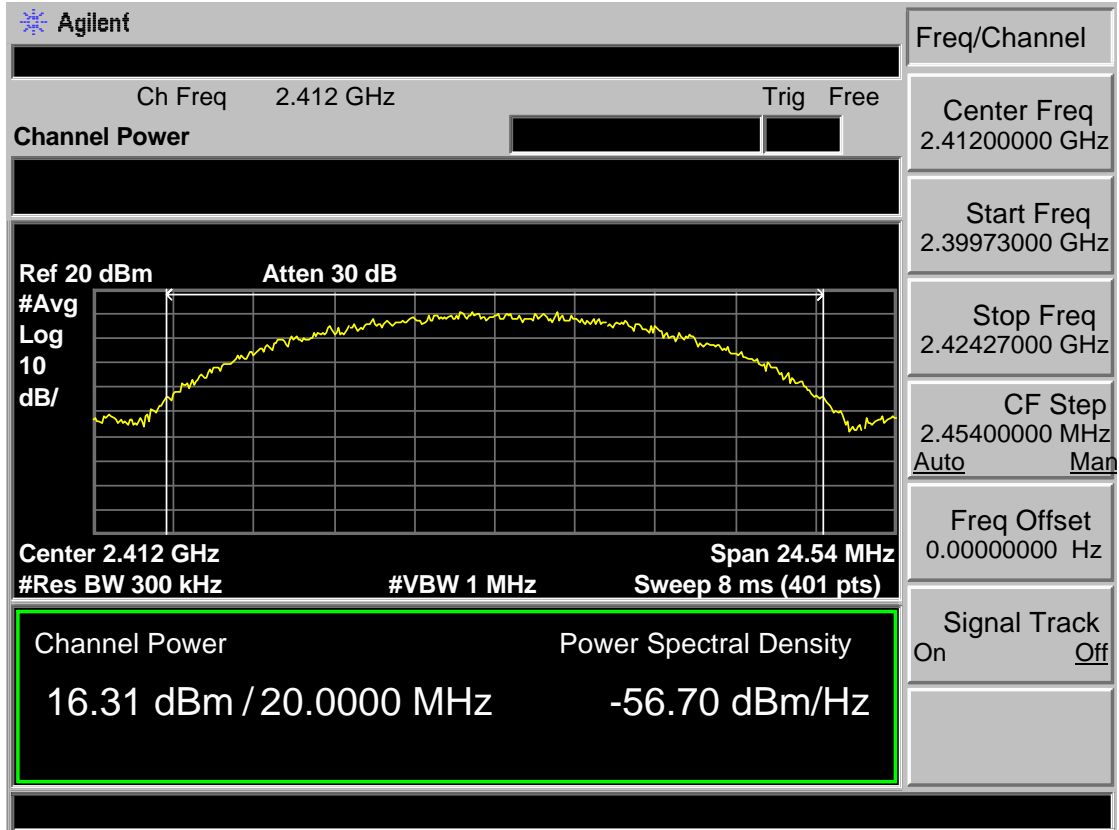 Agilent
Freq/Channel
Ch Freq 2.412 GHz Trig Free
Channel Power
Center Freq
2.41200000 GHz
Start Freq
2.39973000 GHz
Stop Freq
2.42427000 GHz
CF Step
2.45400000 MHz
Auto Man
Freq Offset
0.00000000 Hz
Signal Track
On Off
Ref 20 dBm Atten 30 dB
#Avg
Log
10
dB/
Center 2.412 GHz Span 24.54 MHz
#Res BW 300 kHz #VBW 1 MHz Sweep 8 ms (401 pts)
Channel Power Power Spectral Density
16.31 dBm / 20.0000 MHz -56.70 dBm/Hz